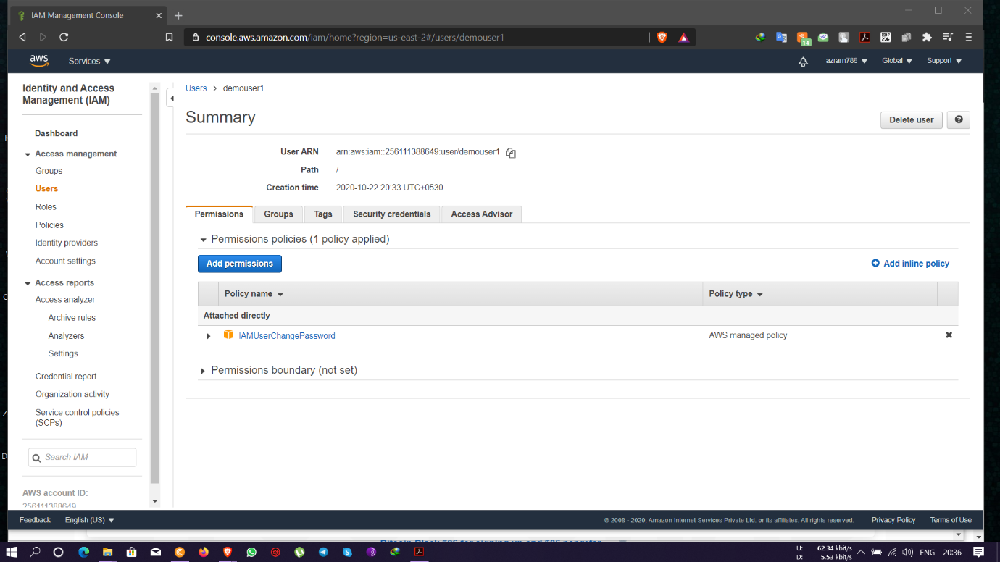 IAM Management Console
console.aws.amazon.com/iam/home?region=us-east-2#/users/demouser1
14
aws
Services
azram786
Global
Support
Identity and Access
Management (IAM)
Dashboard
Access management
Groups
Users
Roles
Policies
Identity providers
Account settings
Access reports
Access analyzer
Archive rules
Analyzers
Settings
Credential report
Organization activity
Service control policies
(SCPs)
Search IAM
AWS account ID:
256111388649
Users > demouser1
Summary
Delete user
User ARN arn:aws:iam::256111388649:user/demouser1
Path /
Creation time 2020-10-22 20:33 UTC+0530
Permissions Groups Tags Security credentials Access Advisor
Permissions policies (1 policy applied)
Add permissions
Add inline policy
Policy name Policy type
Attached directly
IAMUserChangePassword AWS managed policy
Permissions boundary (not set)
Feedback English (US)
© 2008 - 2020, Amazon Internet Services Private Ltd. or its affiliates. All rights reserved. Privacy Policy Terms of Use
U: 62.34 kbit/s
D: 5.53 kbit/s
ENG 20:36